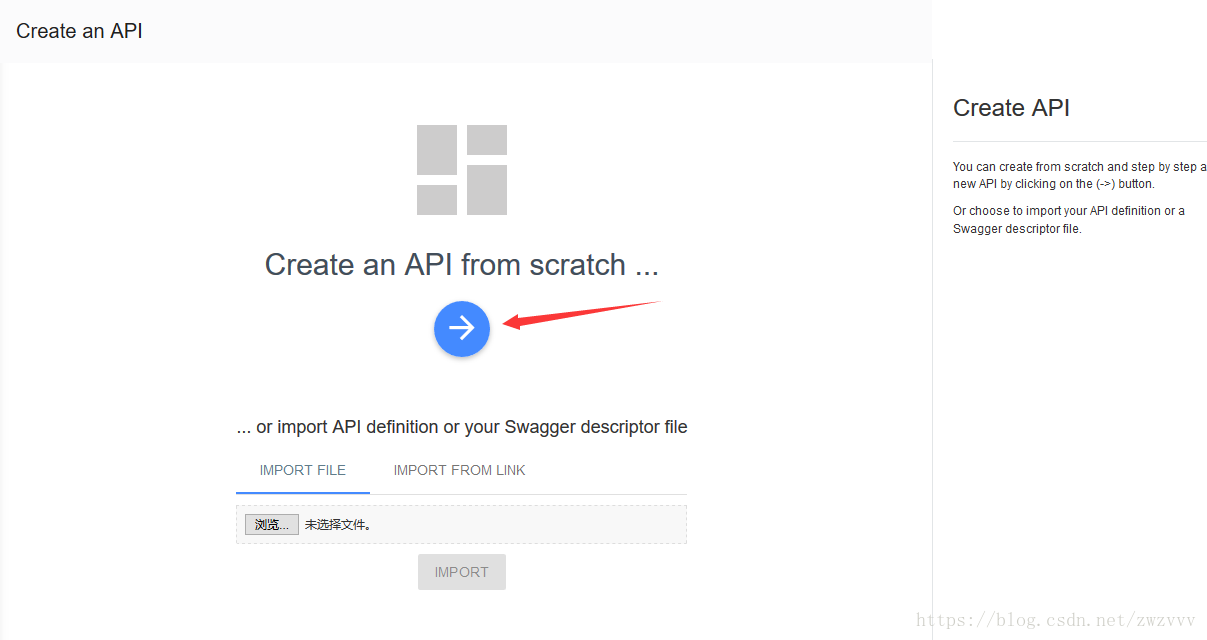 Create an API
Create an API from scratch ...
... or import API definition or your Swagger descriptor file
IMPORT FILE
IMPORT FROM LINK
浏览... 未选择文件。
IMPORT
Create API
You can create from scratch and step by step a
new API by clicking on the (->) button.
Or choose to import your API definition or a
Swagger descriptor file.
https://blog.csdn.net/zwzvvv